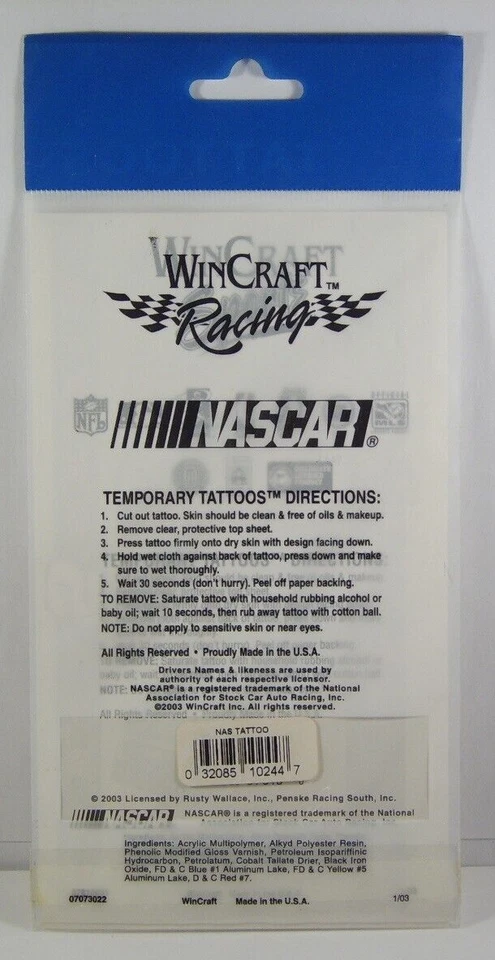 WINCRAFT™
Racing
NFL
NASCAR®
TEMPORARY TATTOOS™ DIRECTIONS:
1. Cut out tattoo. Skin should be clean & free of oils & makeup.
2. Remove clear, protective top sheet.
3. Press tattoo firmly onto dry skin with design facing down.
4. Hold wet cloth against back of tattoo, press down and make
sure to wet thoroughly.
5. Wait 30 seconds (don't hurry). Peel off paper backing.
TO REMOVE: Saturate tattoo with household rubbing alcohol or
baby oil; wait 10 seconds, then rub away tattoo with cotton ball.
NOTE: Do not apply to sensitive skin or near eyes.
All Rights Reserved • Proudly Made in the U.S.A.
Drivers Names & likeness are used by
authority of each respective licensor.
NASCAR® is a registered trademark of the National
Association for Stock Car Auto Racing, Inc.
©2003 WinCraft Inc. All rights reserved.
NAS TATTOO
0 32085 10244 7
© 2003 Licensed by Rusty Wallace, Inc., Penske Racing South, Inc.
NASCAR NASCAR® is a registered trademark of the National
Association for Stock Car Auto Racing, Inc.
Ingredients: Acrylic Multipolymer, Alkyd Polyester Resin,
Phenolic Modified Gloss Varnish, Petroleum Isopariffinic
Hydrocarbon, Petrolatum, Cobalt Tallate Drier, Black Iron
Oxide, FD & C Blue #1 Aluminum Lake, FD & C Yellow #5
Aluminum Lake, D & C Red #7.
07073022 WinCraft Made in the U.S.A. 1/03